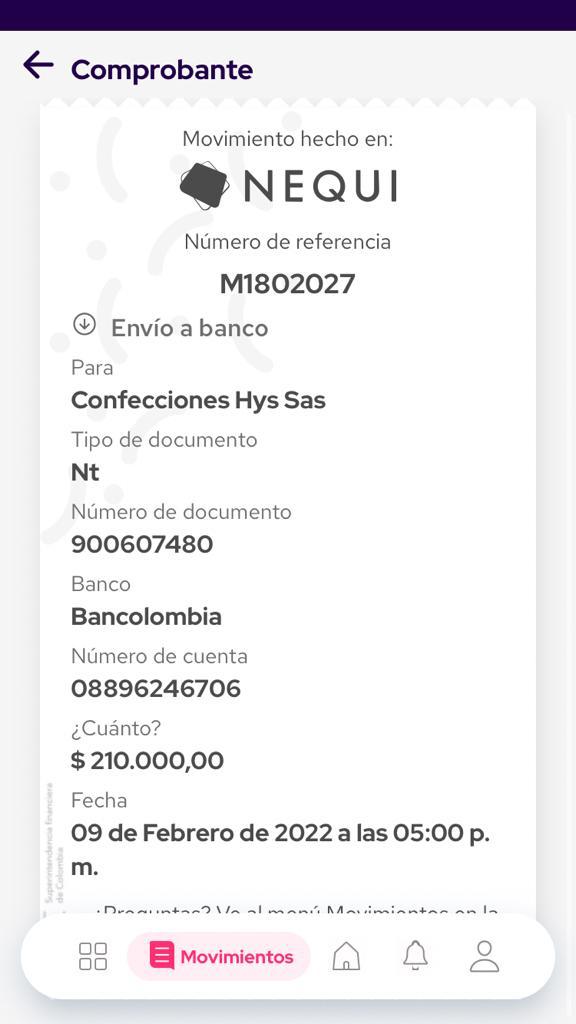 Comprobante
Movimiento hecho en:
NEQUI
Número de referencia
M1802027
Envío a banco
Para
Confecciones Hys Sas
Tipo de documento
Nt
Número de documento
900607480
Banco
Bancolombia
Número de cuenta
08896246706
¿Cuánto?
$ 210.000,00
Fecha
09 de Febrero de 2022 a las 05:00 p.
m.
Superintendencia financiera
de Colombia
¿Preguntas? Ve al menú Movimientos en la
Movimientos